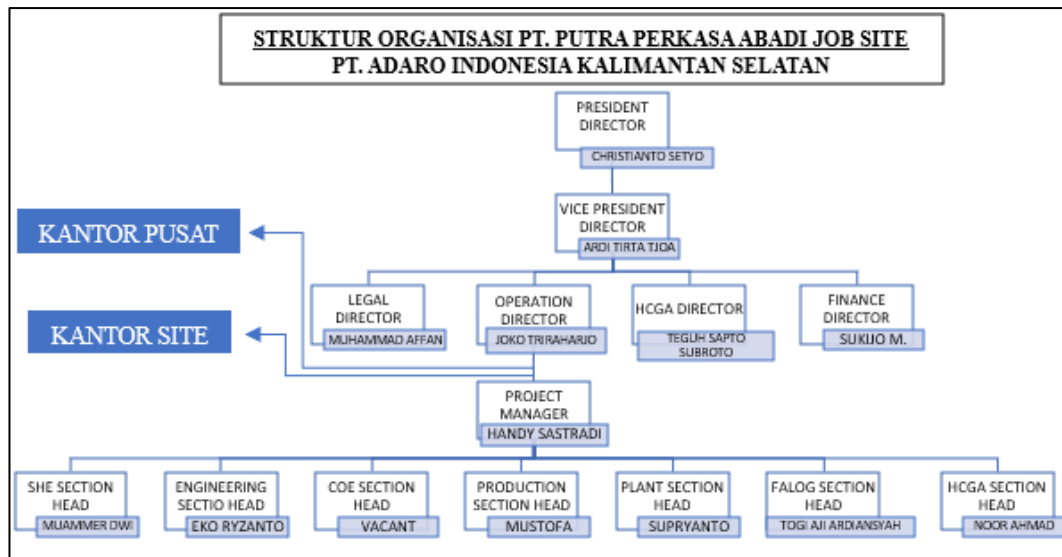 STRUKTUR ORGANISASI PT. PUTRA PERKASA ABADI JOB SITE
PT. ADARO INDONESIA KALIMANTAN SELATAN
PRESIDENT
DIRECTOR
CHRISTIANTO SETYO
VICE PRESIDENT
DIRECTOR
ARDI TIRTA TJOA
KANTOR PUSAT
LEGAL
DIRECTOR
MUHAMMAD AFFAN
OPERATION
DIRECTOR
JOKO TRIRAHARJO
HCGA DIRECTOR
TEGUH SAPTO
SUBROTO
FINANCE
DIRECTOR
SUKIJO M.
KANTOR SITE
PROJECT
MANAGER
HANDY SASTRADI
SHE SECTION
HEAD
MUAMMER DWI
ENGINEERING
SECTIO HEAD
EKO RYZANTO
COE SECTION
HEAD
VACANT
PRODUCTION
SECTION HEAD
MUSTOFA
PLANT SECTION
HEAD
SUPRYANTO
FALOG SECTION
HEAD
TOGI AJI ARDIANSYAH
HCGA SECTION
HEAD
NOOR AHMAD